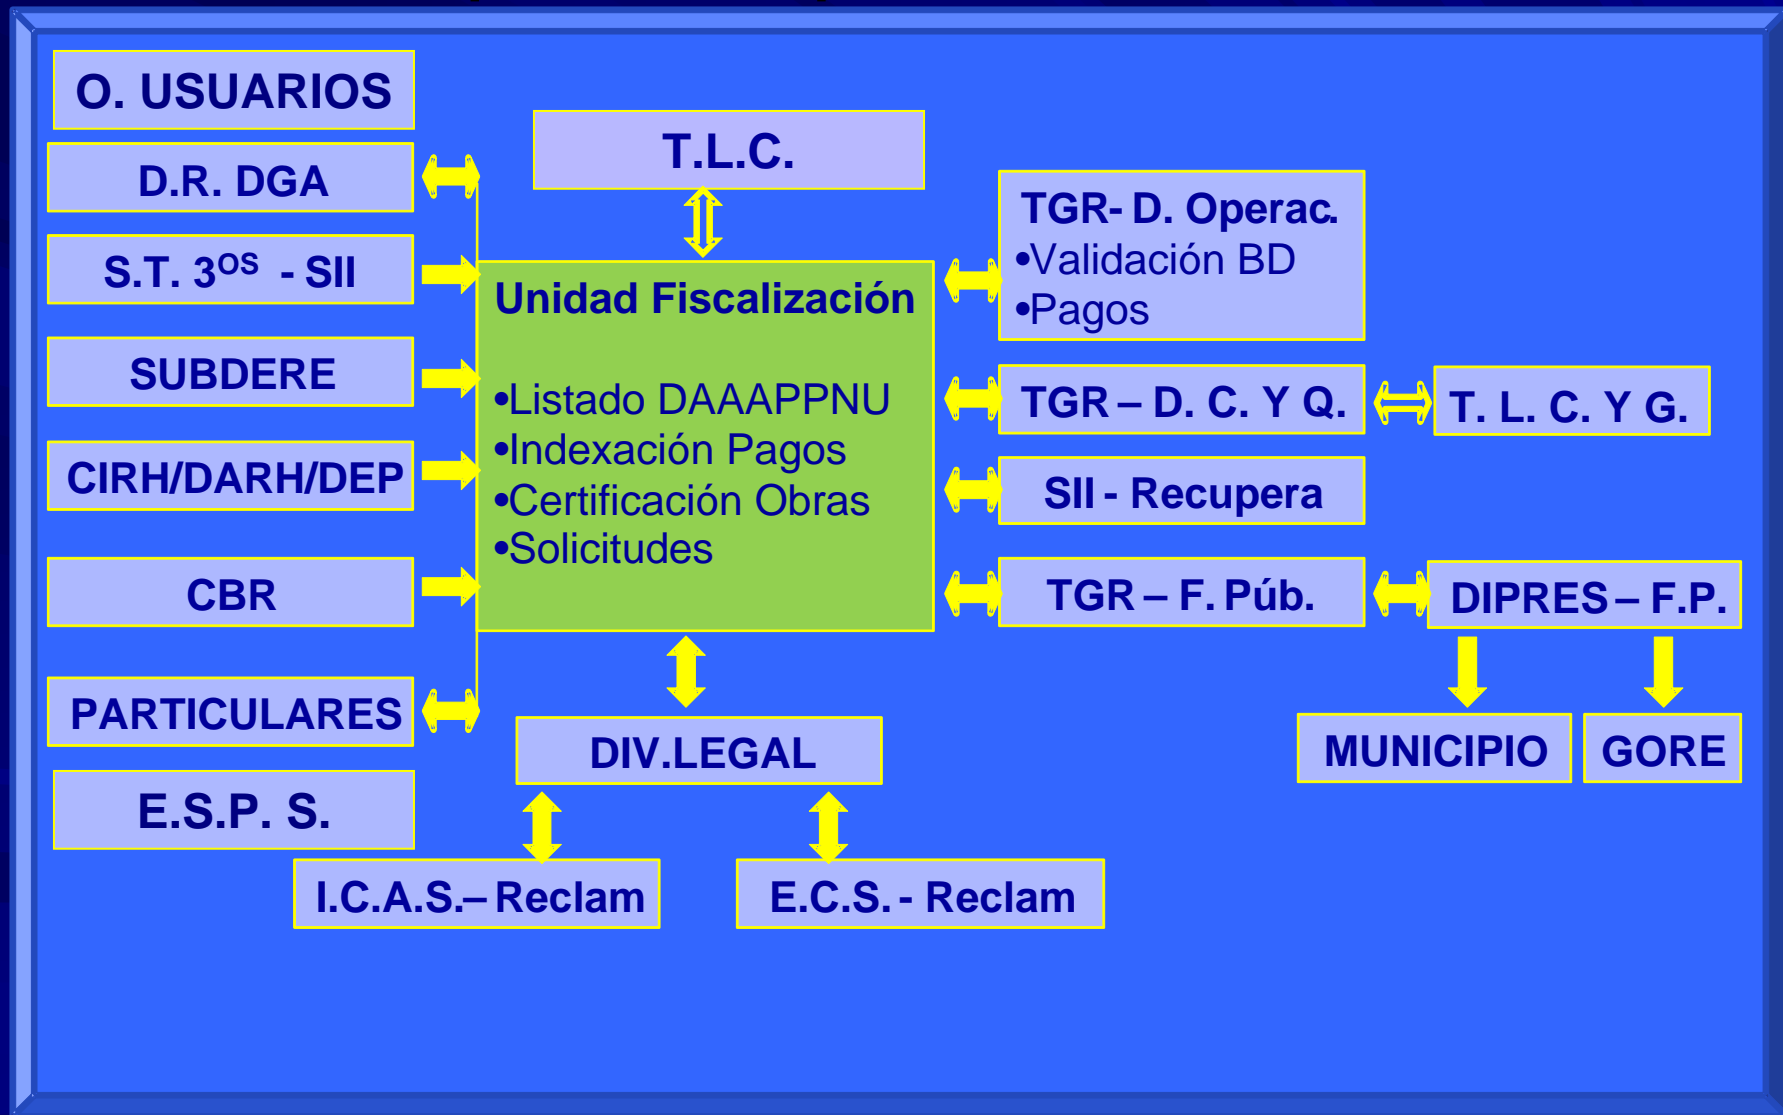 O. USUARIOS
D.R. DGA
S.T. 3OS - SII
SUBDERE
CIRH/DARH/DEP
CBR
PARTICULARES
E.S.P. S.
T.L.C.
Unidad Fiscalización
•Listado DAAAPPNU
•Indexación Pagos
•Certificación Obras
•Solicitudes
DIV.LEGAL
I.C.A.S.– Reclam
E.C.S. - Reclam
TGR- D. Operac.
•Validación BD
•Pagos
TGR – D. C. Y Q.
T. L. C. Y G.
SII - Recupera
TGR – F. Púb.
DIPRES – F.P.
MUNICIPIO
GORE